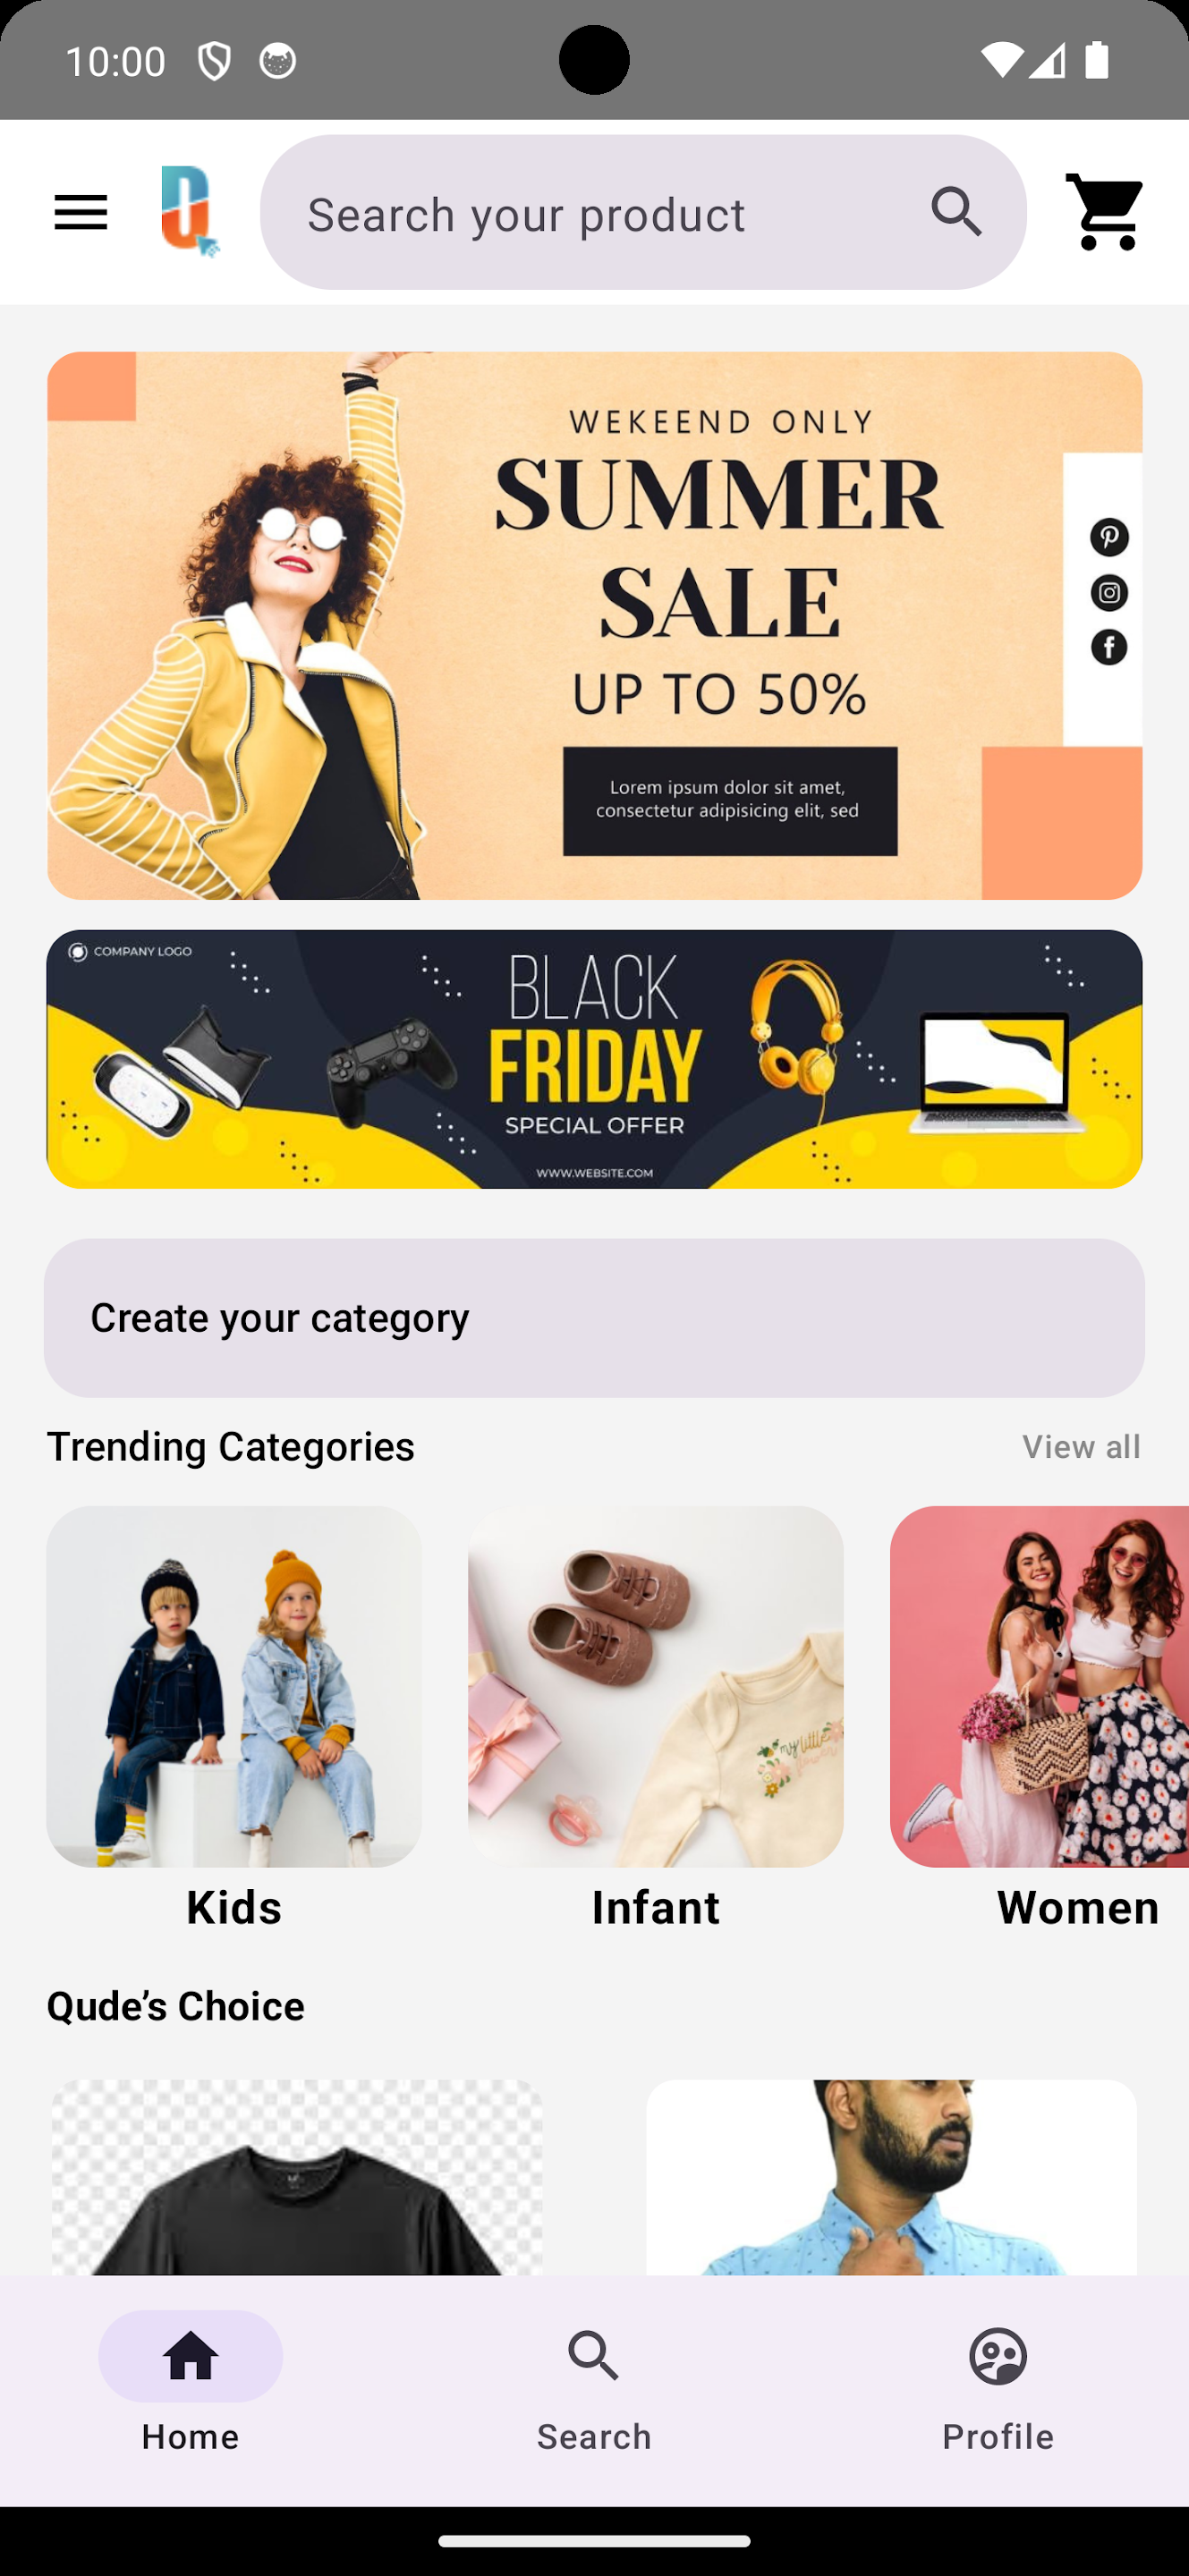 10:00
Search your product
WEKEEND ONLY
SUMMER
SALE
UP TO 50%
Lorem ipsum dolor sit amet,
consectetur adipisicing elit, sed
COMPANY LOGO
BLACK
FRIDAY
SPECIAL OFFER
WWW.WEBSITE.COM
Create your category
Trending Categories
View all
my little
Kids
Infant
Women
Qude’s Choice
Home
Search
Profile